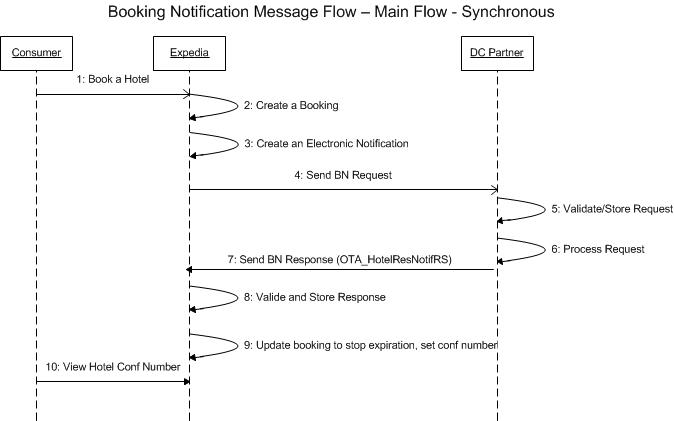 Booking Notification Message Flow – Main Flow - Synchronous
Consumer
Expedia
DC Partner
1: Book a Hotel
2: Create a Booking
3: Create an Electronic Notification
4: Send BN Request
5: Validate/Store Request
6: Process Request
7: Send BN Response (OTA_HotelResNotifRS)
8: Valide and Store Response
9: Update booking to stop expiration, set conf number
10: View Hotel Conf Number